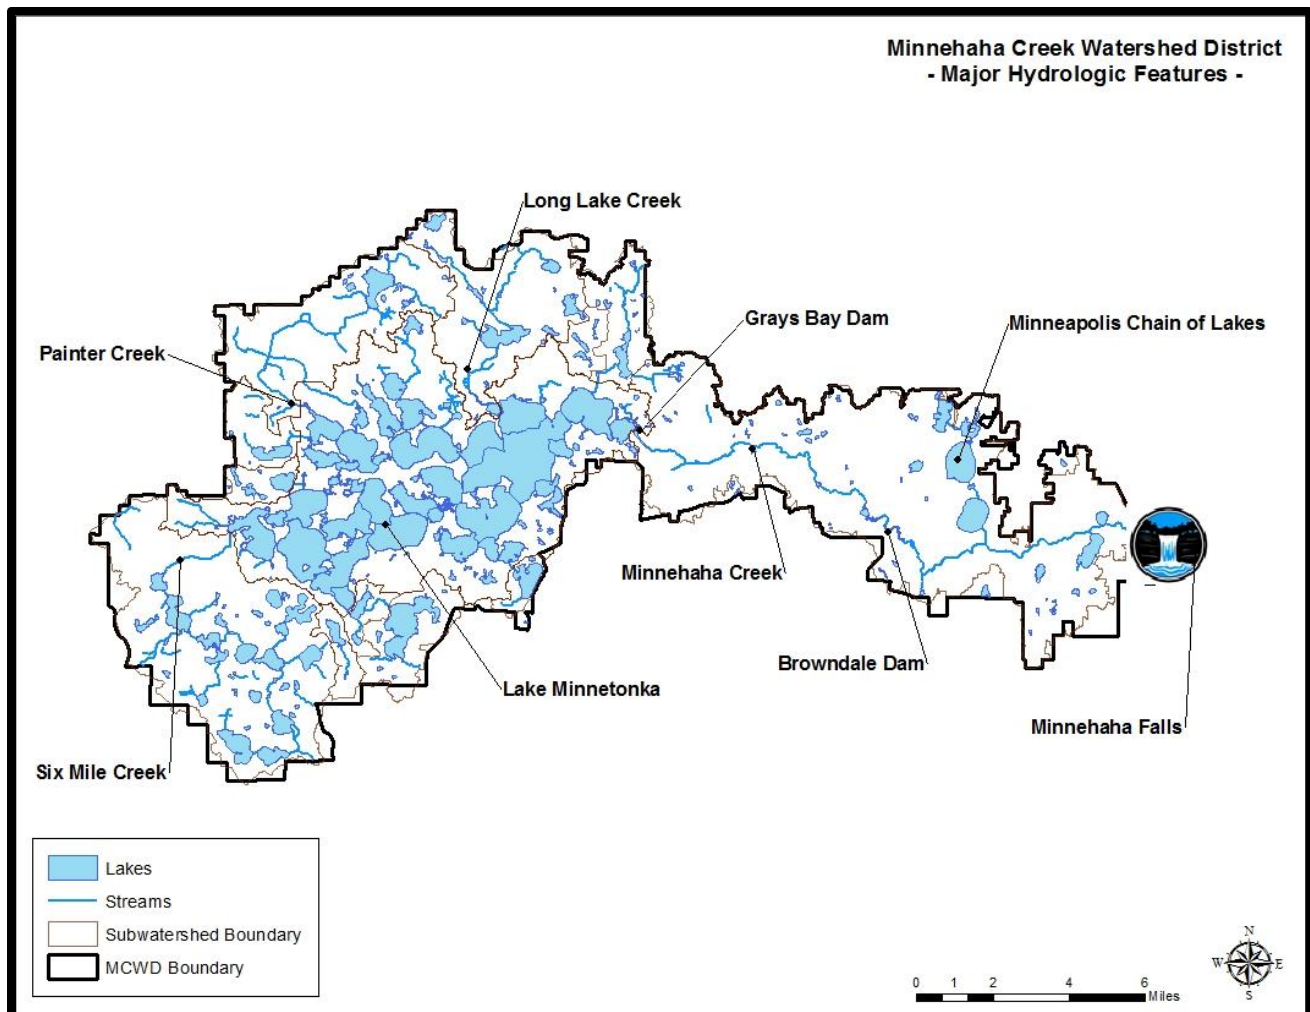 Minnehaha Creek Watershed District
- Major Hydrologic Features -
Long Lake Creek
Grays Bay Dam
Minneapolis Chain of Lakes
Painter Creek
Minnehaha Creek
Browndale Dam
Lake Minnetonka
Minnehaha Falls
Six Mile Creek
Lakes
Streams
Subwatershed Boundary
MCWD Boundary
N
W E
S
0 1 2 4 6
Miles